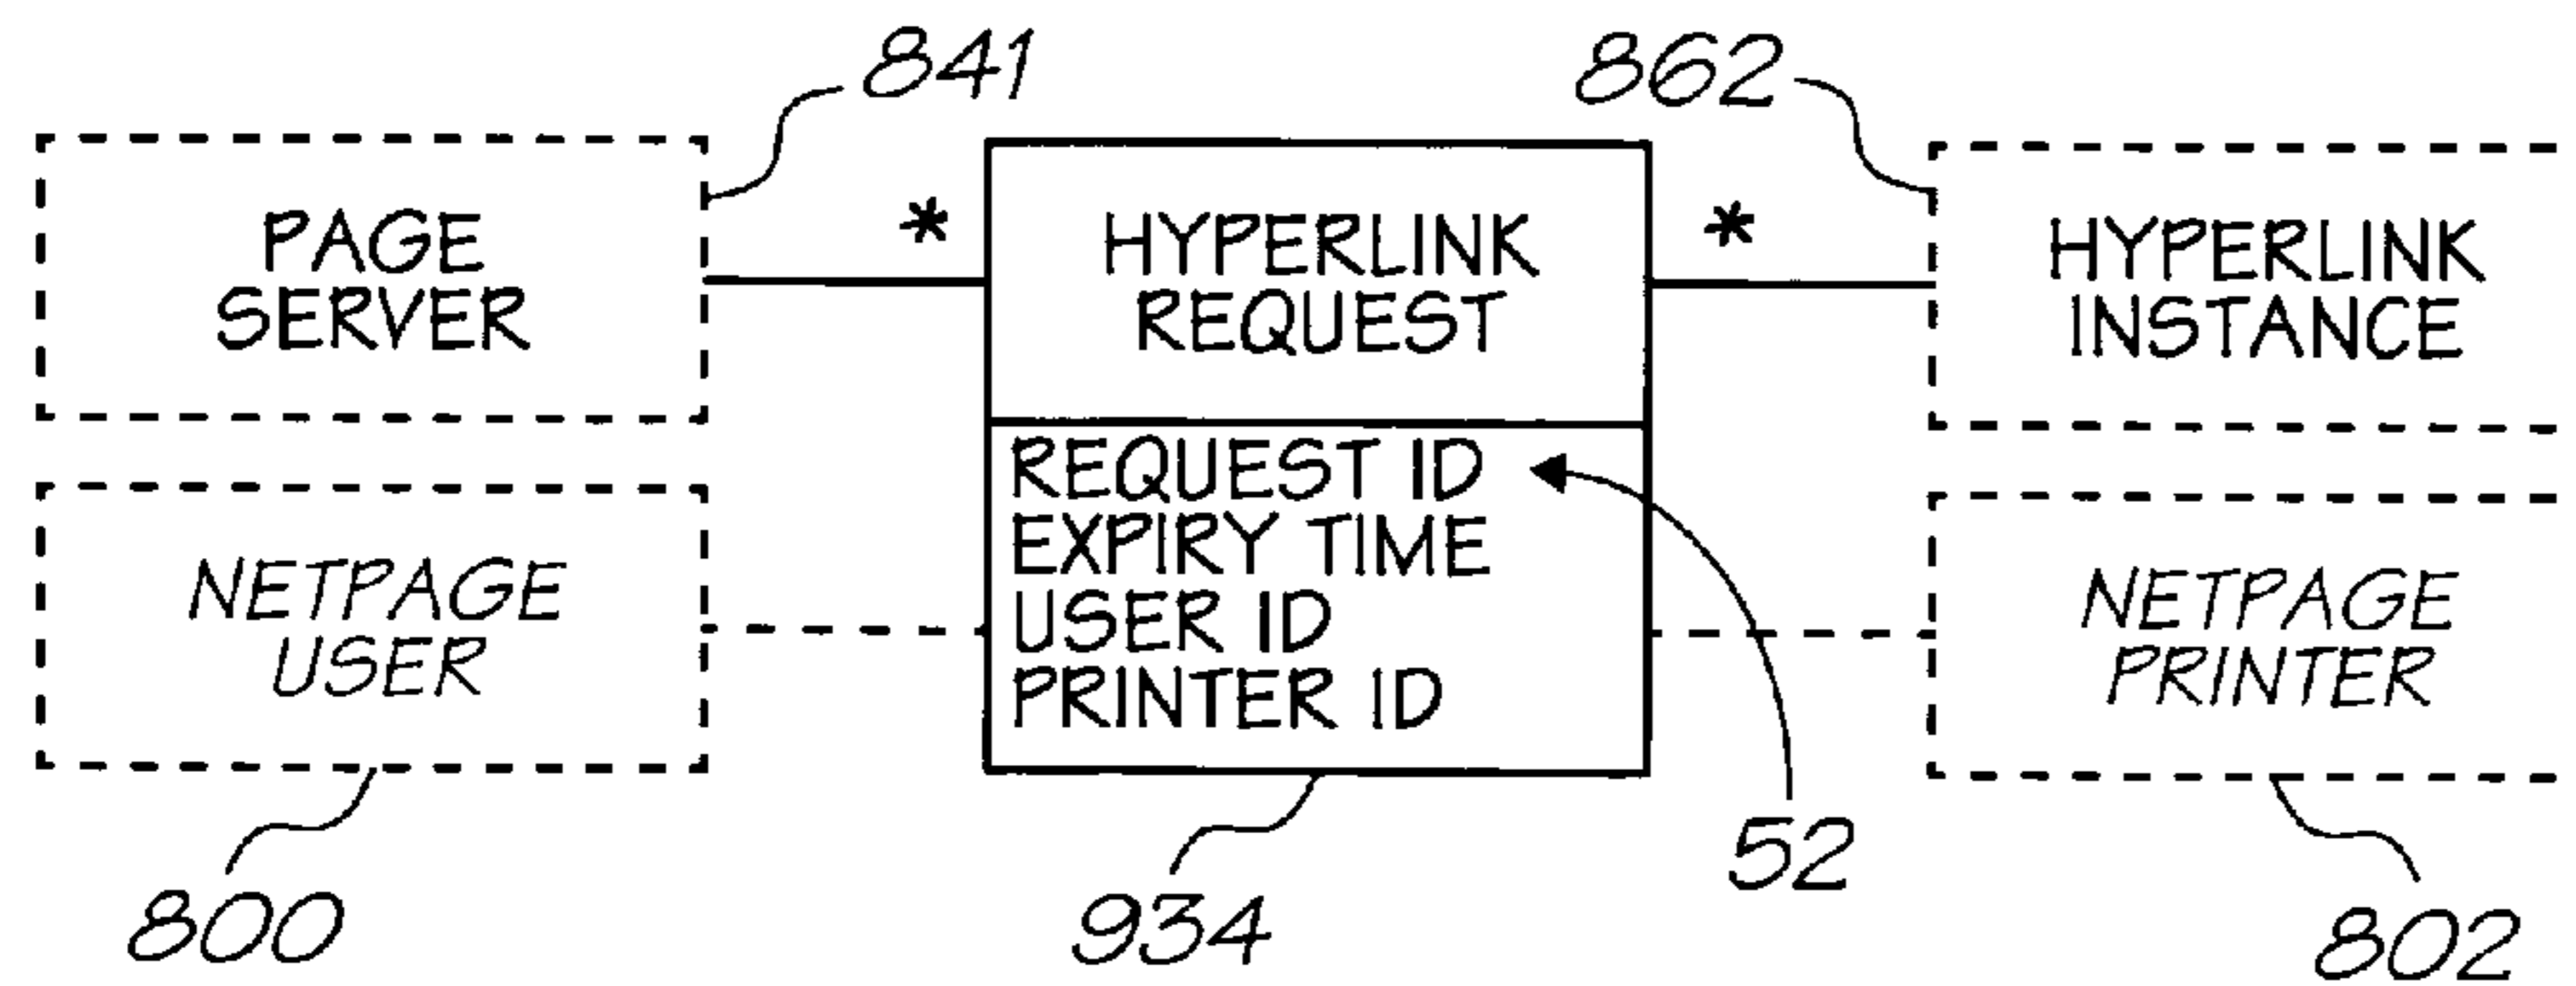 841
862
PAGE
SERVER
*
HYPERLINK
REQUEST
*
HYPERLINK
INSTANCE
REQUEST ID
EXPIRY TIME
USER ID
PRINTER ID
NETPAGE
USER
NETPAGE
PRINTER
52
800
934
802